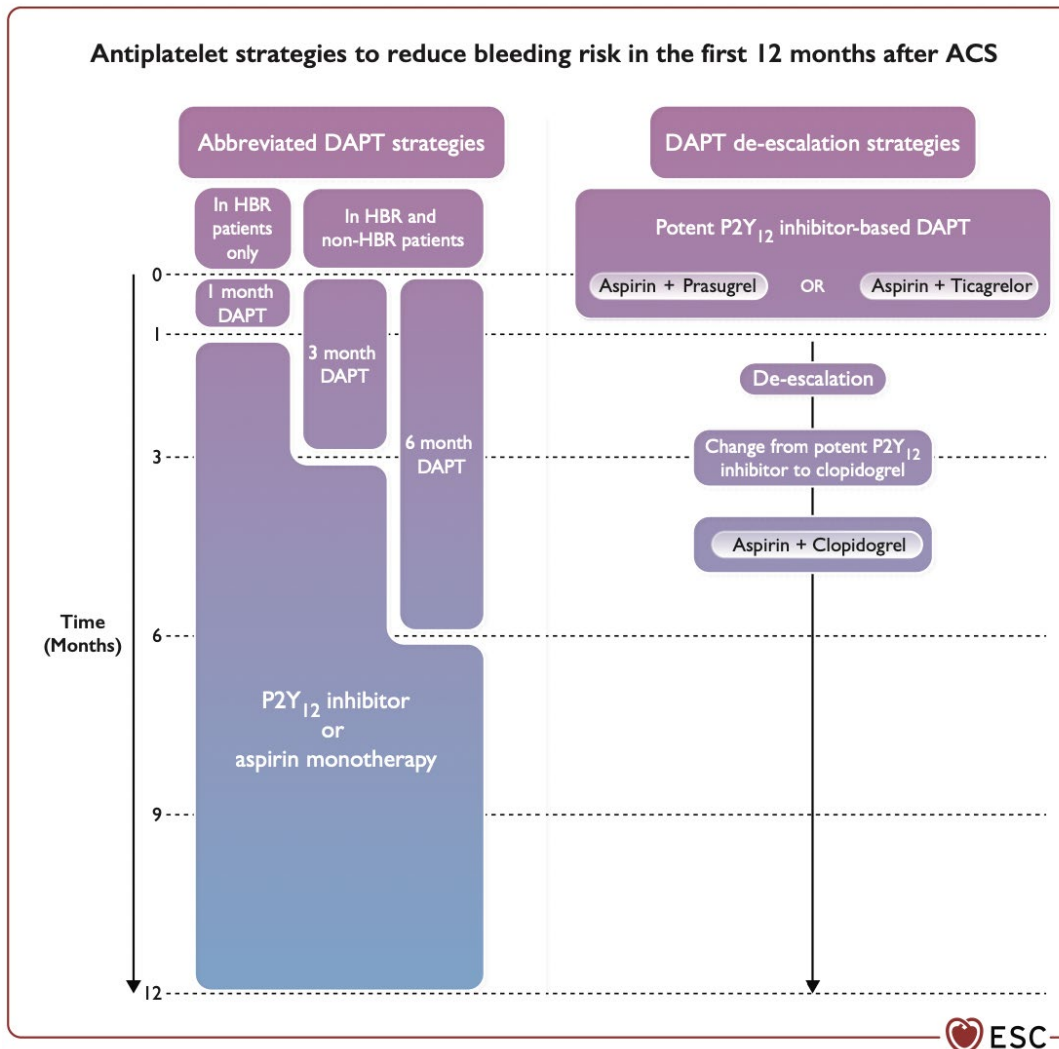 Antiplatelet strategies to reduce bleeding risk in the first 12 months after ACS
Abbreviated DAPT strategies
In HBR
patients
only
In HBR and
non-HBR patients
1 month
DAPT
3 month
DAPT
6 month
DAPT
P2Y₁₂ inhibitor
or
aspirin monotherapy
DAPT de-escalation strategies
Potent P2Y₁₂ inhibitor-based DAPT
Aspirin + Prasugrel OR Aspirin + Ticagrelor
De-escalation
Change from potent P2Y₁₂
inhibitor to clopidogrel
Aspirin + Clopidogrel
Time
(Months)
0
1
3
6
9
12
ESC